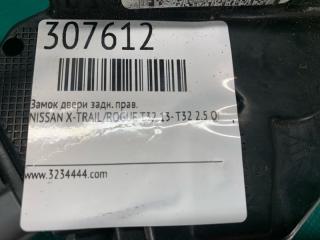 307612
Замок двери задн. прав.
NISSAN X-TRAIL/ROGUE T32 13- T32 2.5 Q
www.3234444.com